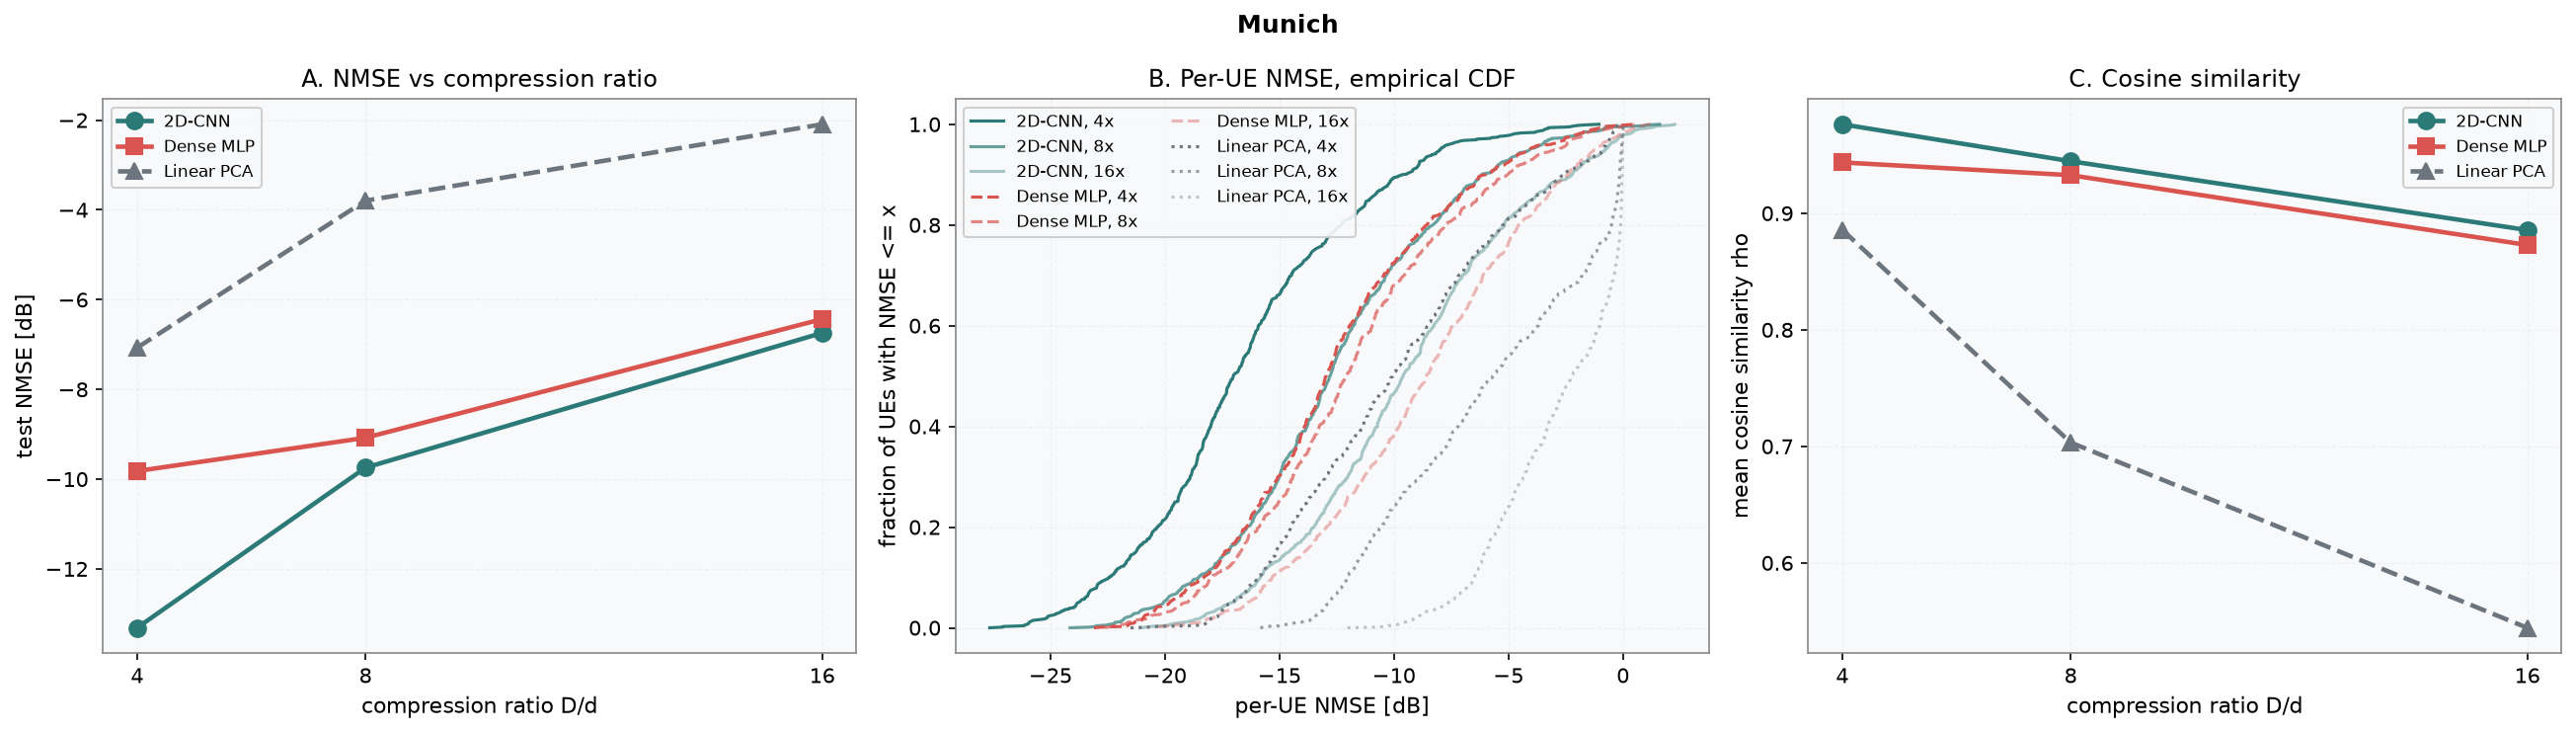 Munich
A. NMSE vs compression ratio
−2
−4
−6
−8
−10
−12
test NMSE [dB]
2D-CNN
Dense MLP
Linear PCA
4
8
16
compression ratio D/d
B. Per-UE NMSE, empirical CDF
1.0
0.8
0.6
0.4
0.2
0.0
fraction of UEs with NMSE <= x
2D-CNN, 4x
2D-CNN, 8x
2D-CNN, 16x
Dense MLP, 4x
Dense MLP, 8x
Dense MLP, 16x
Linear PCA, 4x
Linear PCA, 8x
Linear PCA, 16x
−25
−20
−15
−10
−5
0
per-UE NMSE [dB]
C. Cosine similarity
0.9
0.8
0.7
0.6
mean cosine similarity rho
2D-CNN
Dense MLP
Linear PCA
4
8
16
compression ratio D/d